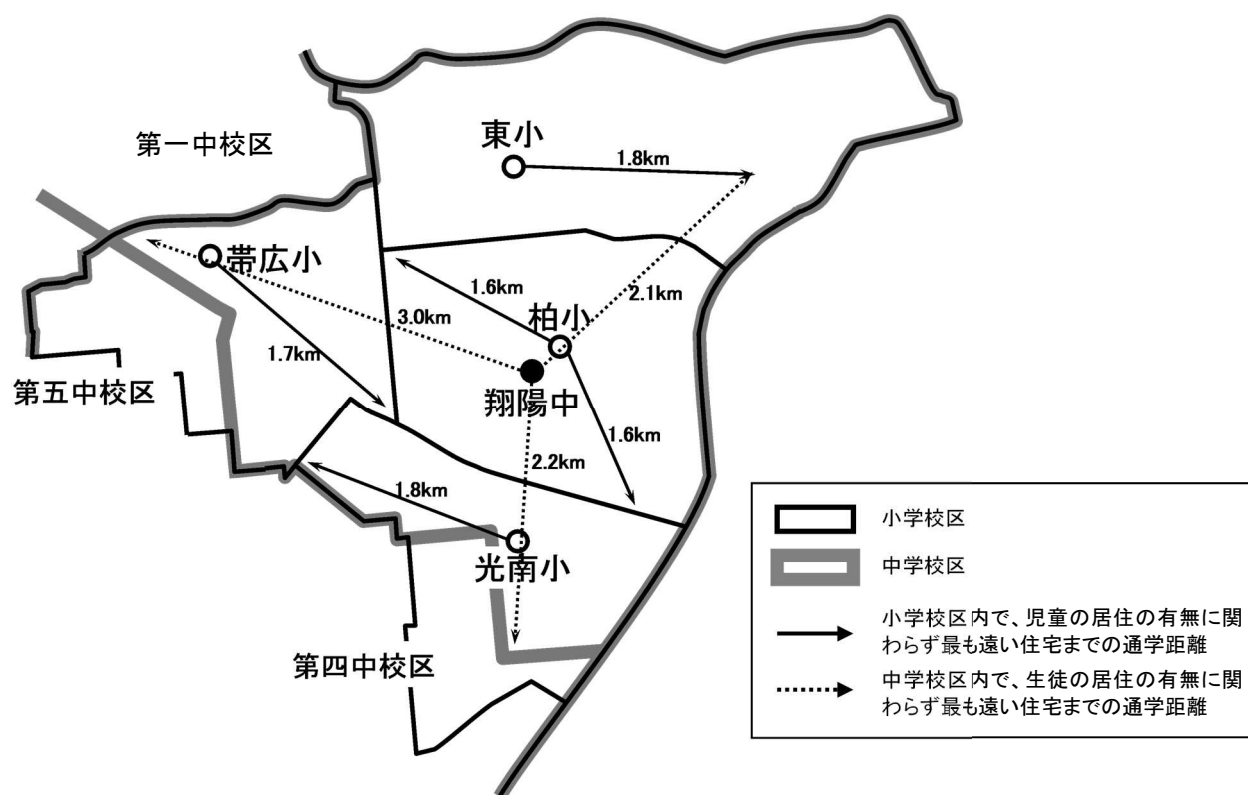 東小
第一中校区
1.8km
帯広小
1.6km
2.1km
柏小
3.0km
1.7km
第五中校区
翔陽中
1.6km
2.2km
1.8km
光南小
第四中校区
小学校区
中学校区
小学校区内で、児童の居住の有無に関
わらず最も遠い住宅までの通学距離
中学校区内で、生徒の居住の有無に関
わらず最も遠い住宅までの通学距離